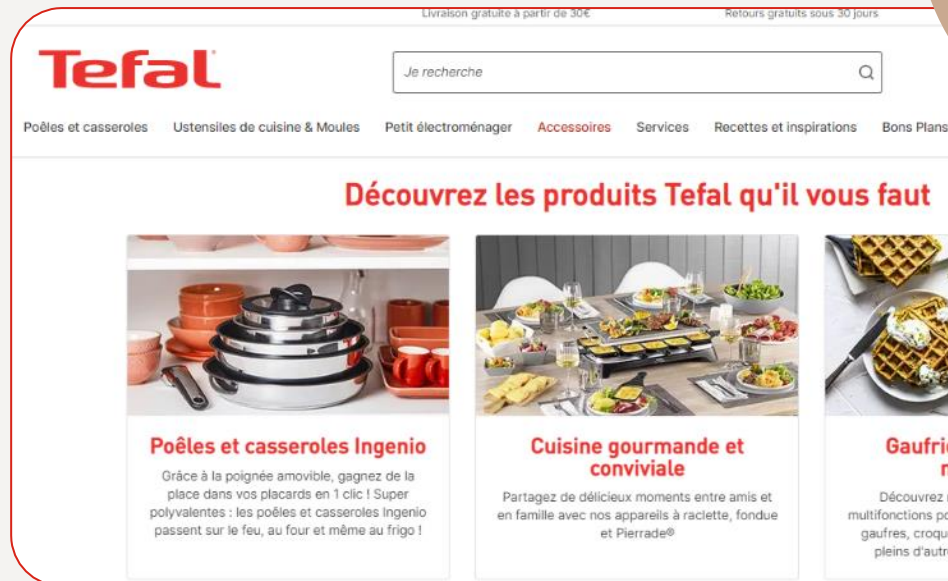 Livraison gratuite à partir de 30€
Retours gratuits sous 30 jours
Tefal
Je recherche
Poêles et casseroles
Ustensiles de cuisine & Moules
Petit électroménager
Accessoires
Services
Recettes et inspirations
Bons Plans
Découvrez les produits Tefal qu'il vous faut
Poêles et casseroles Ingenio
Grâce à la poignée amovible, gagnez de la
place dans vos placards en 1 clic ! Super
polyvalentes : les poêles et casseroles Ingenio
passent sur le feu, au four et même au frigo !
Cuisine gourmande et
conviviale
Partagez de délicieux moments entre amis et
en famille avec nos appareils à raclette, fondue
et Pierrade®
Découvrez
multifonctions
gaufres,
pleins